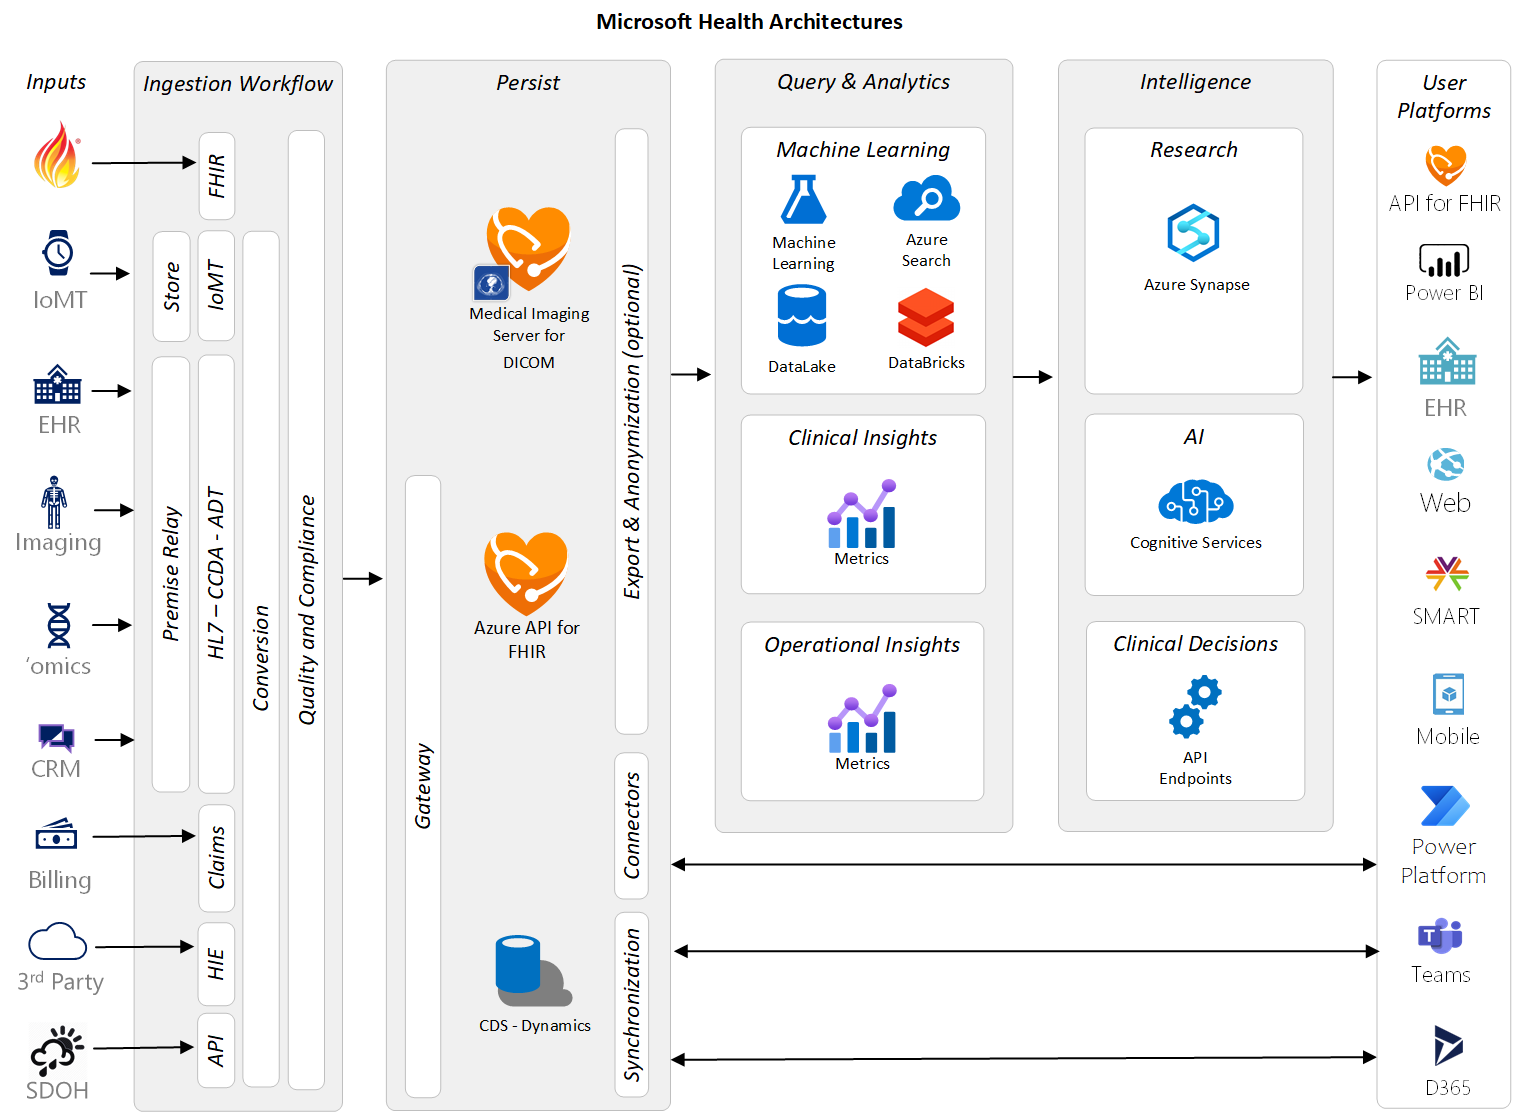 Microsoft Health Architectures
Inputs
IoMT
EHR
Imaging
‘omics
CRM
Billing
3rd Party
SDOH
Ingestion Workflow
FHIR
Store
IoMT
Premise Relay
HL7 – CCDA - ADT
Claims
HIE
API
Conversion
Quality and Compliance
Persist
Medical Imaging
Server for
DICOM
Azure API for
FHIR
CDS - Dynamics
Gateway
Export & Anonymization (optional)
Connectors
Synchronization
Query & Analytics
Machine Learning
Machine
Learning
Azure
Search
DataLake
DataBricks
Clinical Insights
Metrics
Operational Insights
Metrics
Intelligence
Research
Azure Synapse
AI
Cognitive Services
Clinical Decisions
API
Endpoints
User
Platforms
API for FHIR
Power BI
EHR
Web
SMART
Mobile
Power
Platform
T
Teams
D365